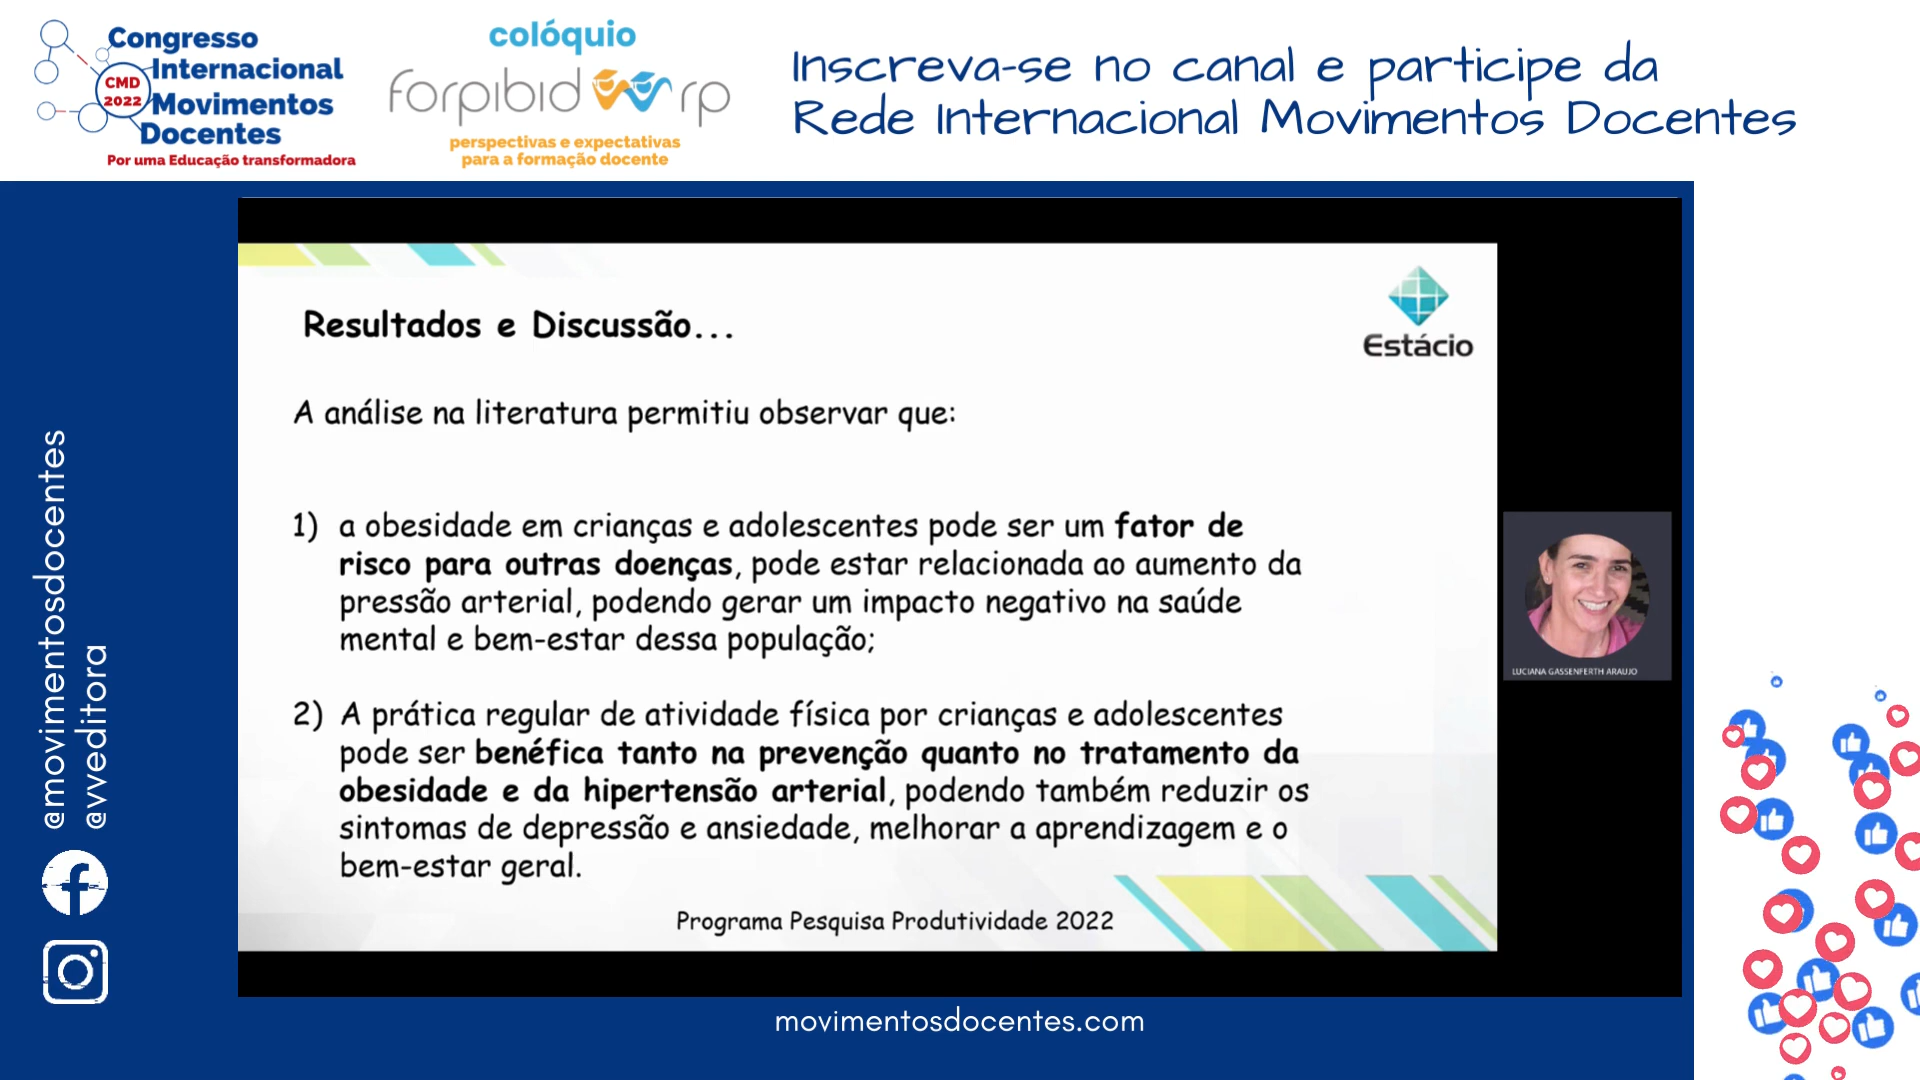 Congresso
Internacional
CMD
2022
Movimentos
Docentes
Por uma Educação transformadora
colóquio
forpibid rp
perspectivas e expectativas
para a formação docente
Inscreva-se no canal e participe da
Rede Internacional Movimentos Docentes
@movimentosdocentes
@vveditora
Resultados e Discussão...
Estácio
A análise na literatura permitiu observar que:
1) a obesidade em crianças e adolescentes pode ser um fator de
risco para outras doenças, pode estar relacionada ao aumento da
pressão arterial, podendo gerar um impacto negativo na saúde
mental e bem-estar dessa população;
2) A prática regular de atividade física por crianças e adolescentes
pode ser benéfica tanto na prevenção quanto no tratamento da
obesidade e da hipertensão arterial, podendo também reduzir os
sintomas de depressão e ansiedade, melhorar a aprendizagem e o
bem-estar geral.
Programa Pesquisa Produtividade 2022
LUCIANA GASSENFERTH ARAUJO
movimentosdocentes.com